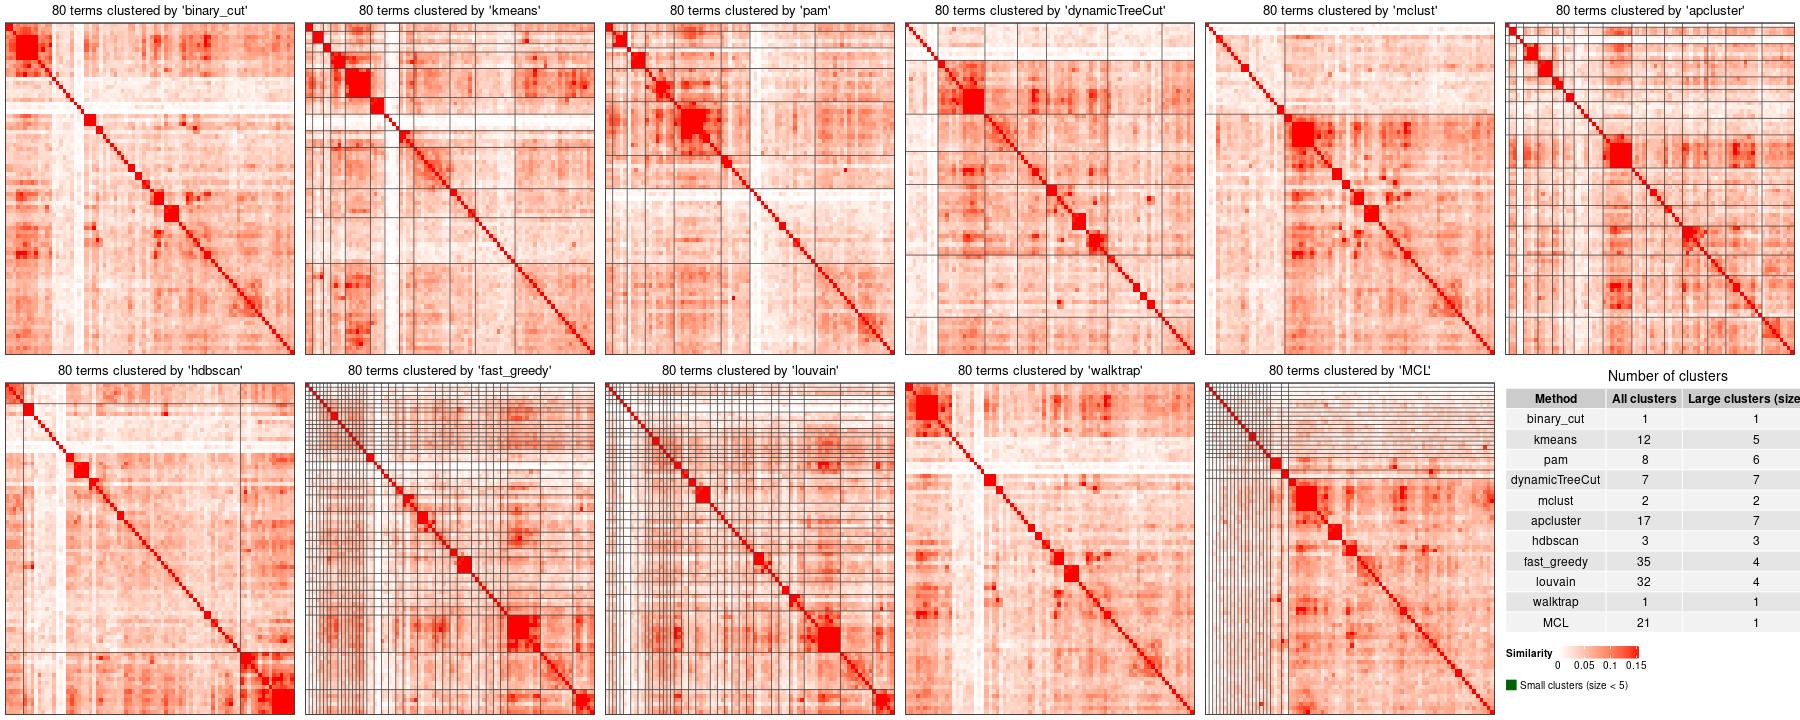 80 terms clustered by 'binary_cut'
80 terms clustered by 'kmeans'
80 terms clustered by 'pam'
80 terms clustered by 'dynamicTreeCut'
80 terms clustered by 'mclust'
80 terms clustered by 'apcluster'
80 terms clustered by 'hdbscan'
80 terms clustered by 'fast_greedy'
80 terms clustered by 'louvain'
80 terms clustered by 'walktrap'
80 terms clustered by 'MCL'
Number of clusters
Method All clusters Large clusters (size
binary_cut 1 1
kmeans 12 5
pam 8 6
dynamicTreeCut 7 7
mclust 2 2
apcluster 17 7
hdbscan 3 3
fast_greedy 35 4
louvain 32 4
walktrap 1 1
MCL 21 1
Similarity
0 0.05 0.1 0.15
Small clusters (size < 5)